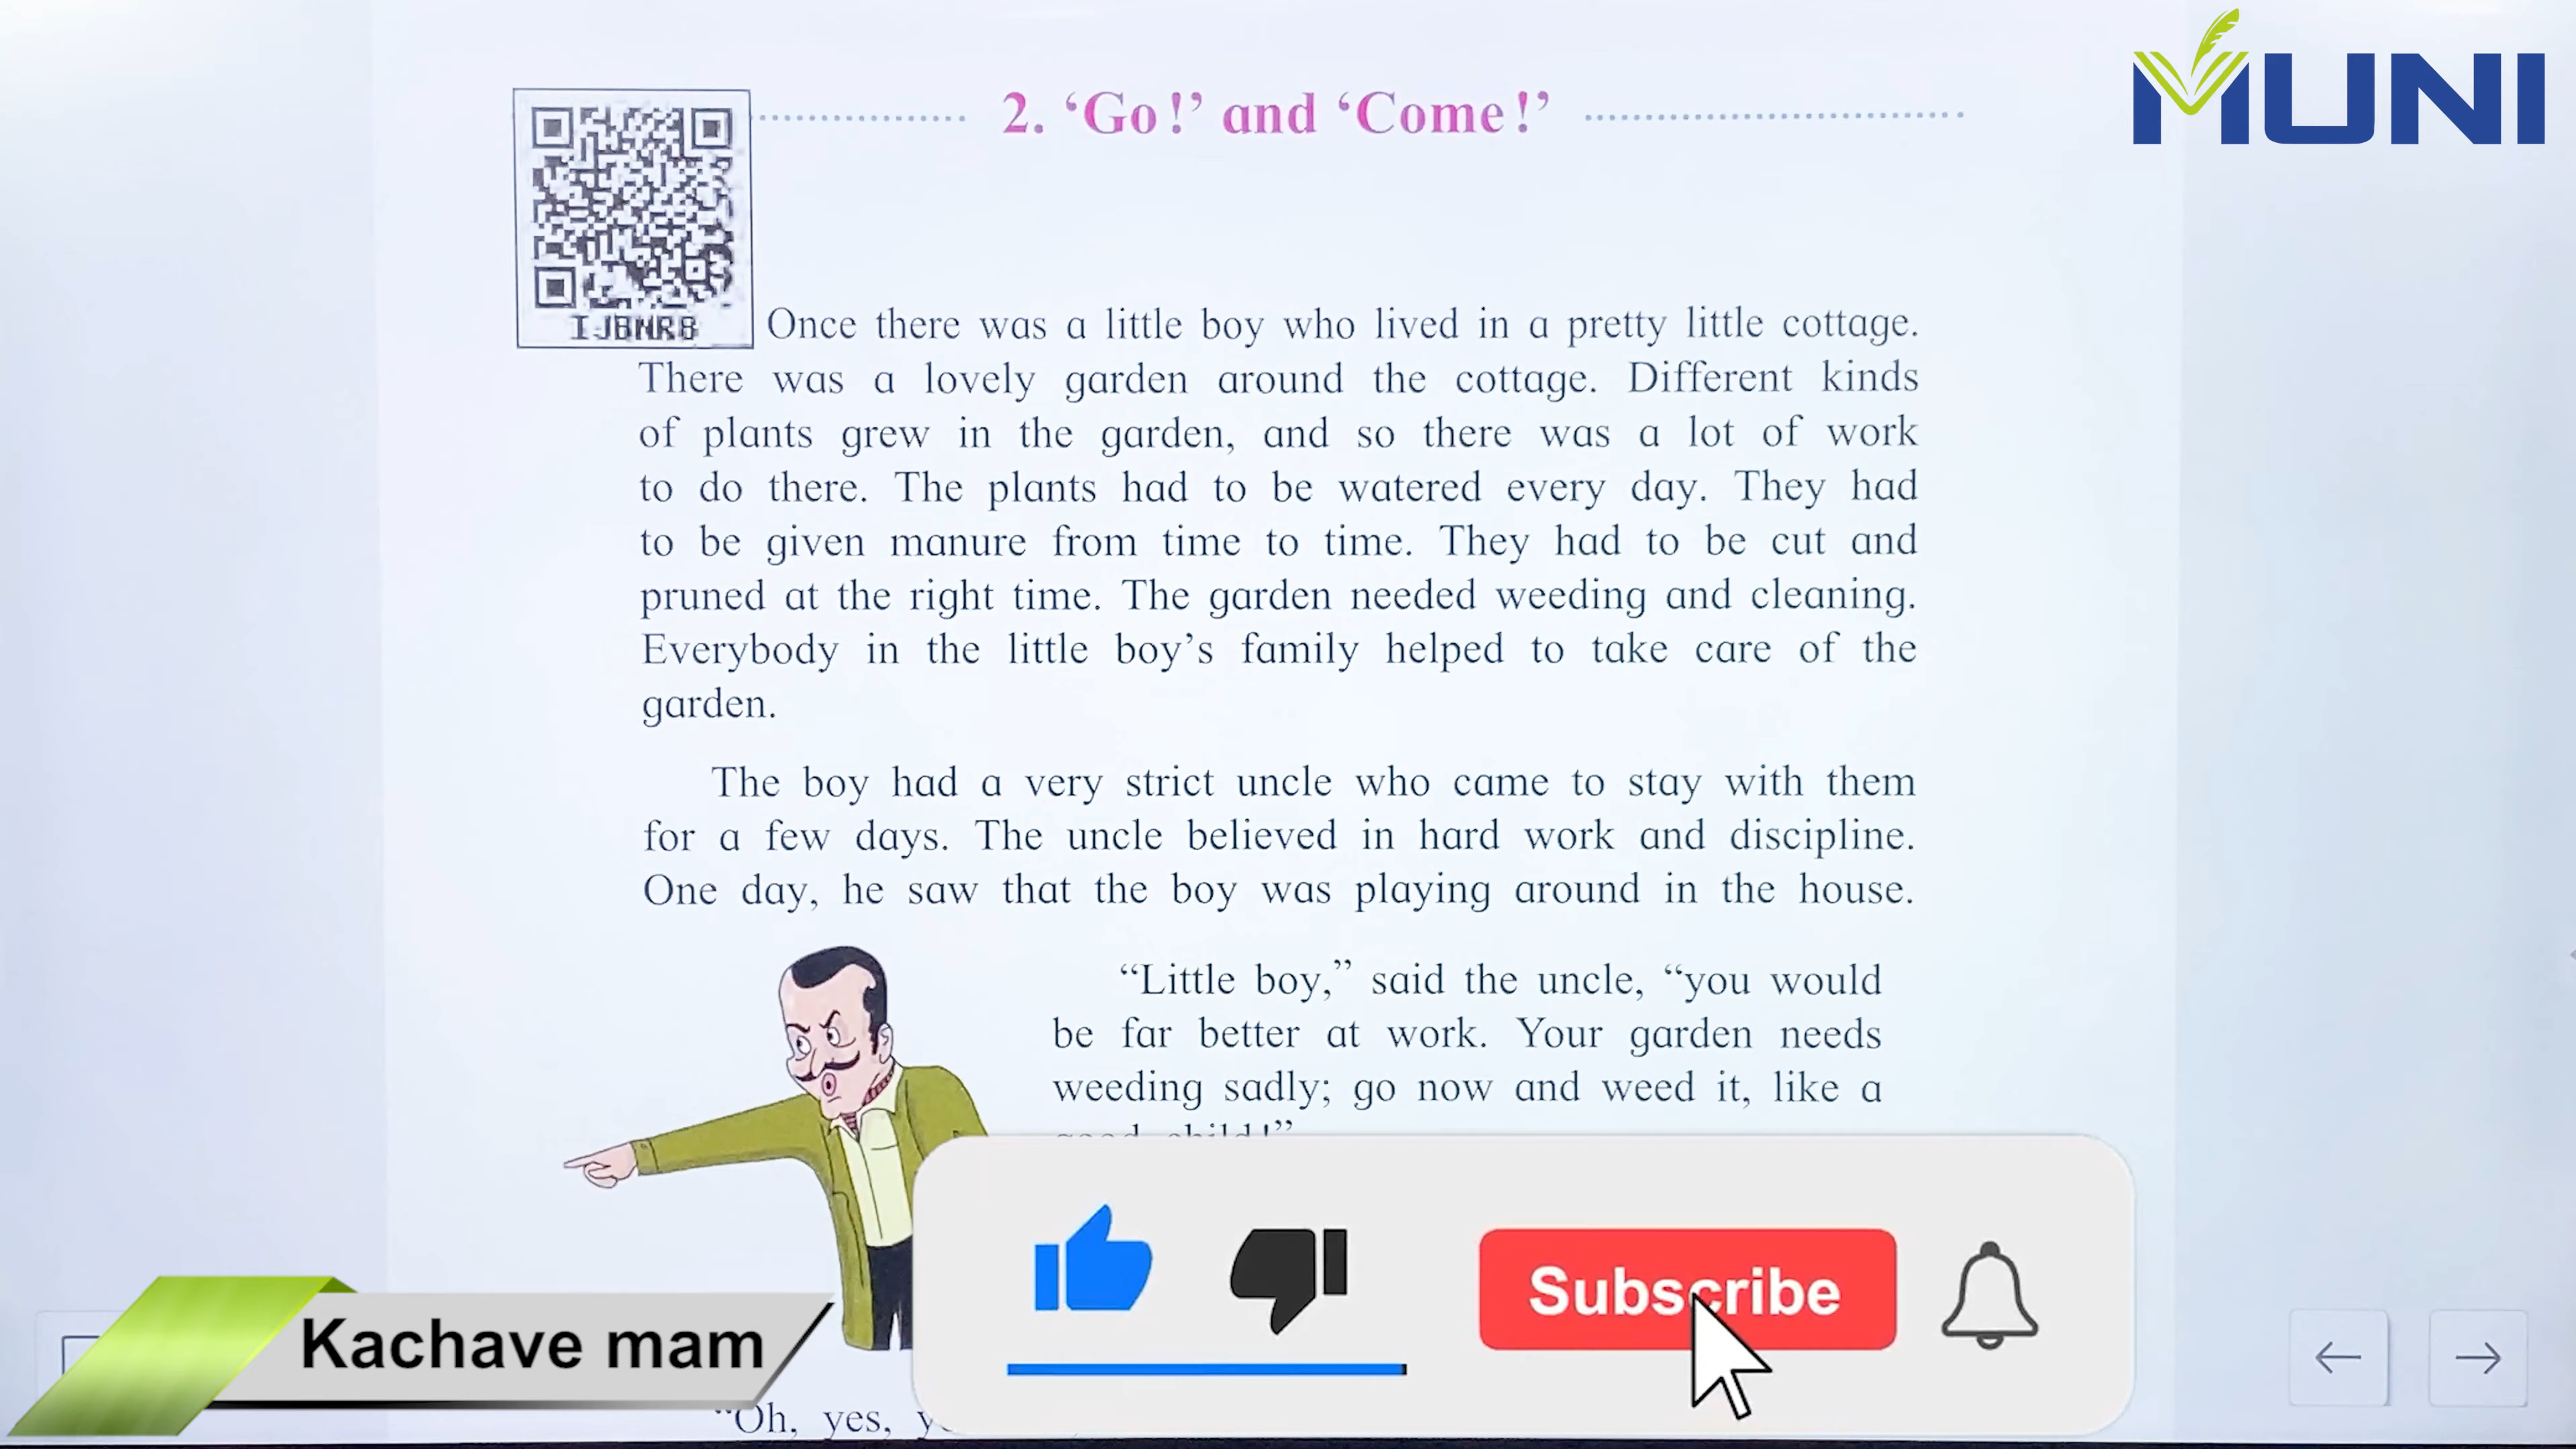 MUNI
2. ‘Go!’ and ‘Come!’
IJBNR8
Once there was a little boy who lived in a pretty little cottage.
There was a lovely garden around the cottage. Different kinds
of plants grew in the garden, and so there was a lot of work
to do there. The plants had to be watered every day. They had
to be given manure from time to time. They had to be cut and
pruned at the right time. The garden needed weeding and cleaning.
Everybody in the little boy’s family helped to take care of the
garden.
The boy had a very strict uncle who came to stay with them
for a few days. The uncle believed in hard work and discipline.
One day, he saw that the boy was playing around in the house.
“Little boy,” said the uncle, “you would
be far better at work. Your garden needs
weeding sadly; go now and weed it, like a
good child!”
Subscribe
Kachave mam
“Oh, yes,